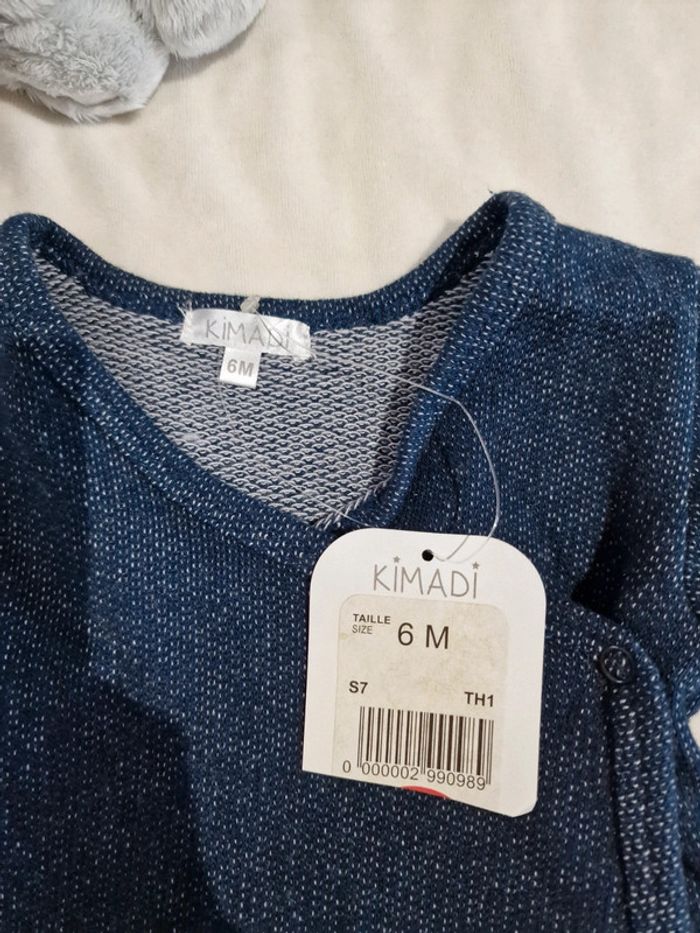 KiMADi
6M
KiMADi
TAILLE
SIZE
6 M
S7 TH1
0 000002 990989